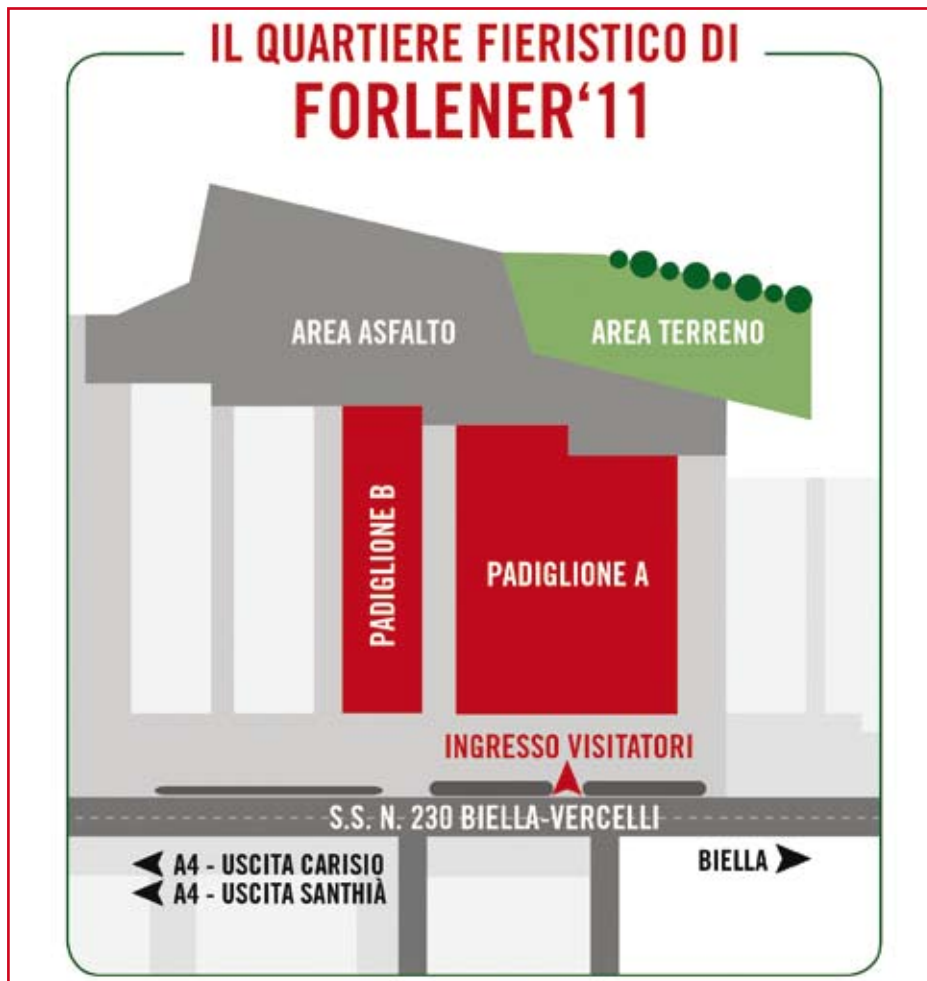 IL QUARTIERE FIERISTICO DI
FORLENER‘11
AREA ASFALTO
AREA TERRENO
PADIGLIONE B
PADIGLIONE A
INGRESSO VISITATORI
S.S. N. 230 BIELLA-VERCELLI
A4 - USCITA CARISIO
A4 - USCITA SANTHIÀ
BIELLA